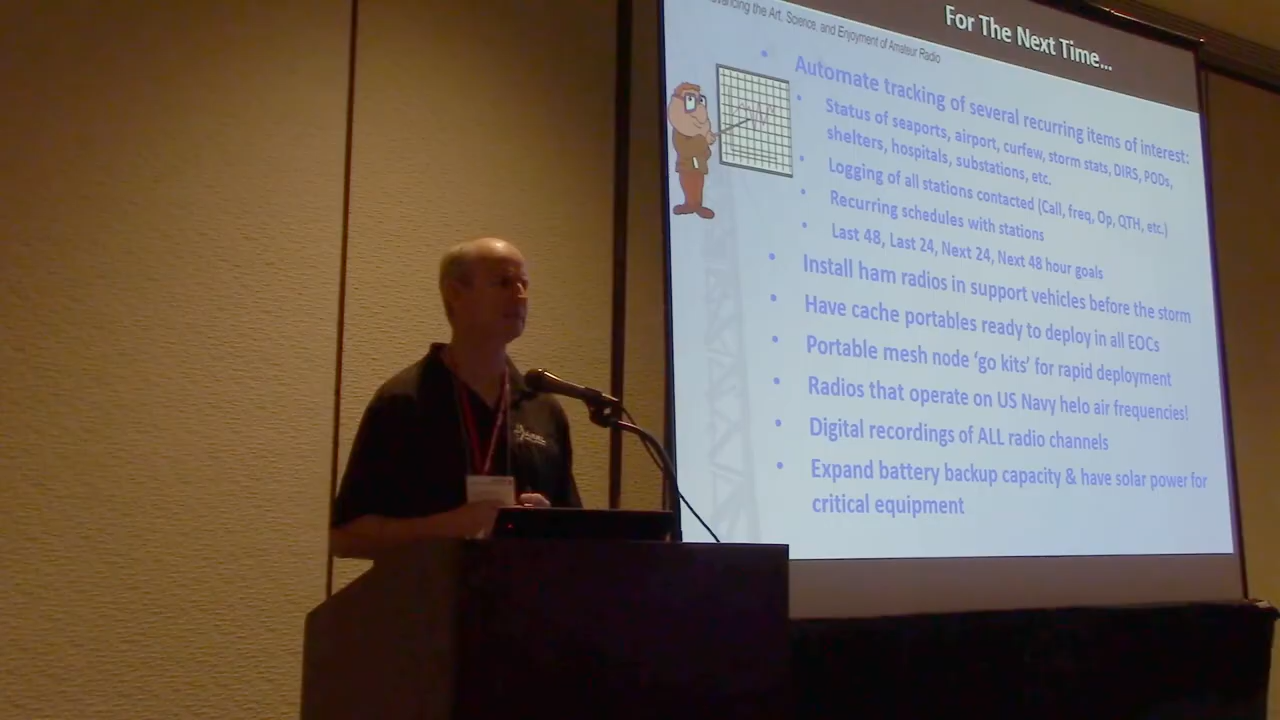 For The Next Time...
Advancing the Art, Science, and Enjoyment of Amateur Radio
• Automate tracking of several recurring items of interest:
• Status of seaports, airport, curfew, storm stats, DIRS, PODs,
shelters, hospitals, substations, etc.
• Logging of all stations contacted (Call, freq, Op, QTH, etc.)
• Recurring schedules with stations
• Last 48, Last 24, Next 24, Next 48 hour goals
• Install ham radios in support vehicles before the storm
• Have cache portables ready to deploy in all EOCs
• Portable mesh node ‘go kits’ for rapid deployment
• Radios that operate on US Navy helo air frequencies!
• Digital recordings of ALL radio channels
• Expand battery backup capacity & have solar power for
critical equipment